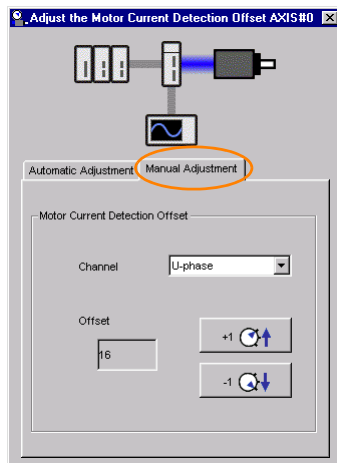 Adjust the Motor Current Detection Offset AXIS#0
Automatic Adjustment
Manual Adjustment
Motor Current Detection Offset
Channel
U-phase
Offset
16
+1
-1